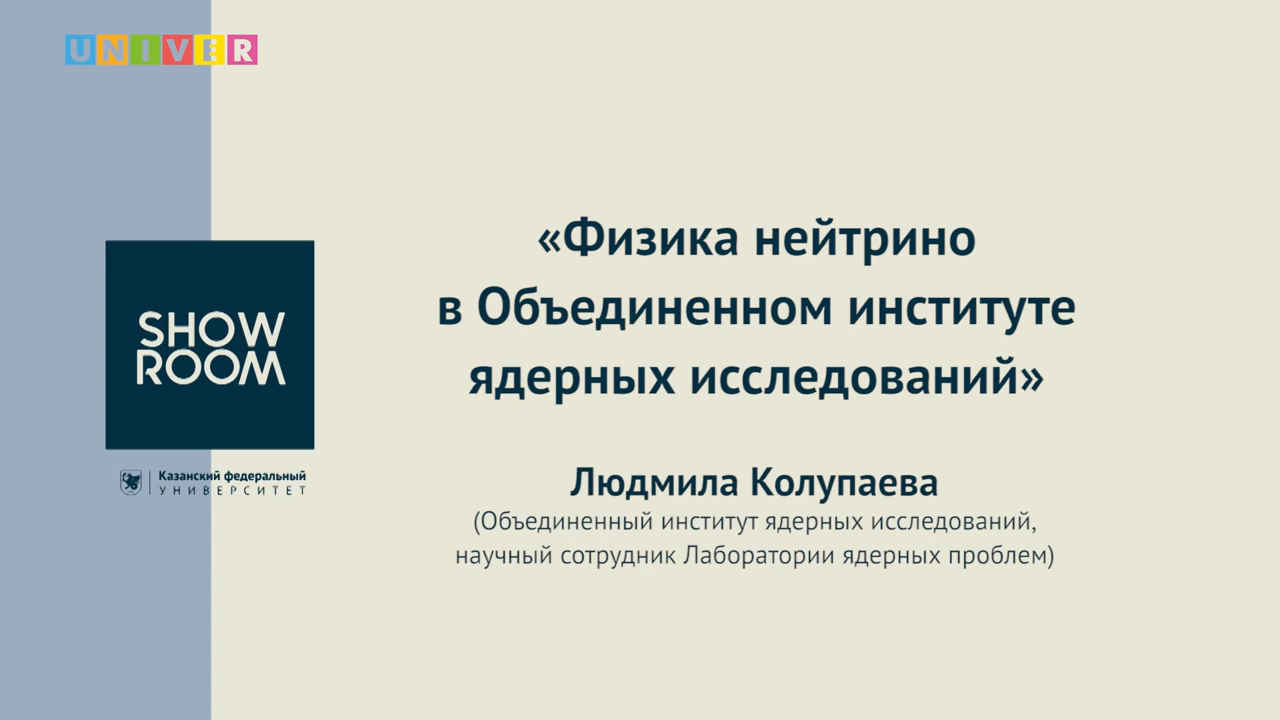 UNIVER
SHOW
ROOM
Казанский федеральный
УНИВЕРСИТЕТ
«Физика нейтрино
в Объединенном институте
ядерных исследований»
Людмила Колупаева
(Объединенный институт ядерных исследований,
научный сотрудник Лаборатории ядерных проблем)